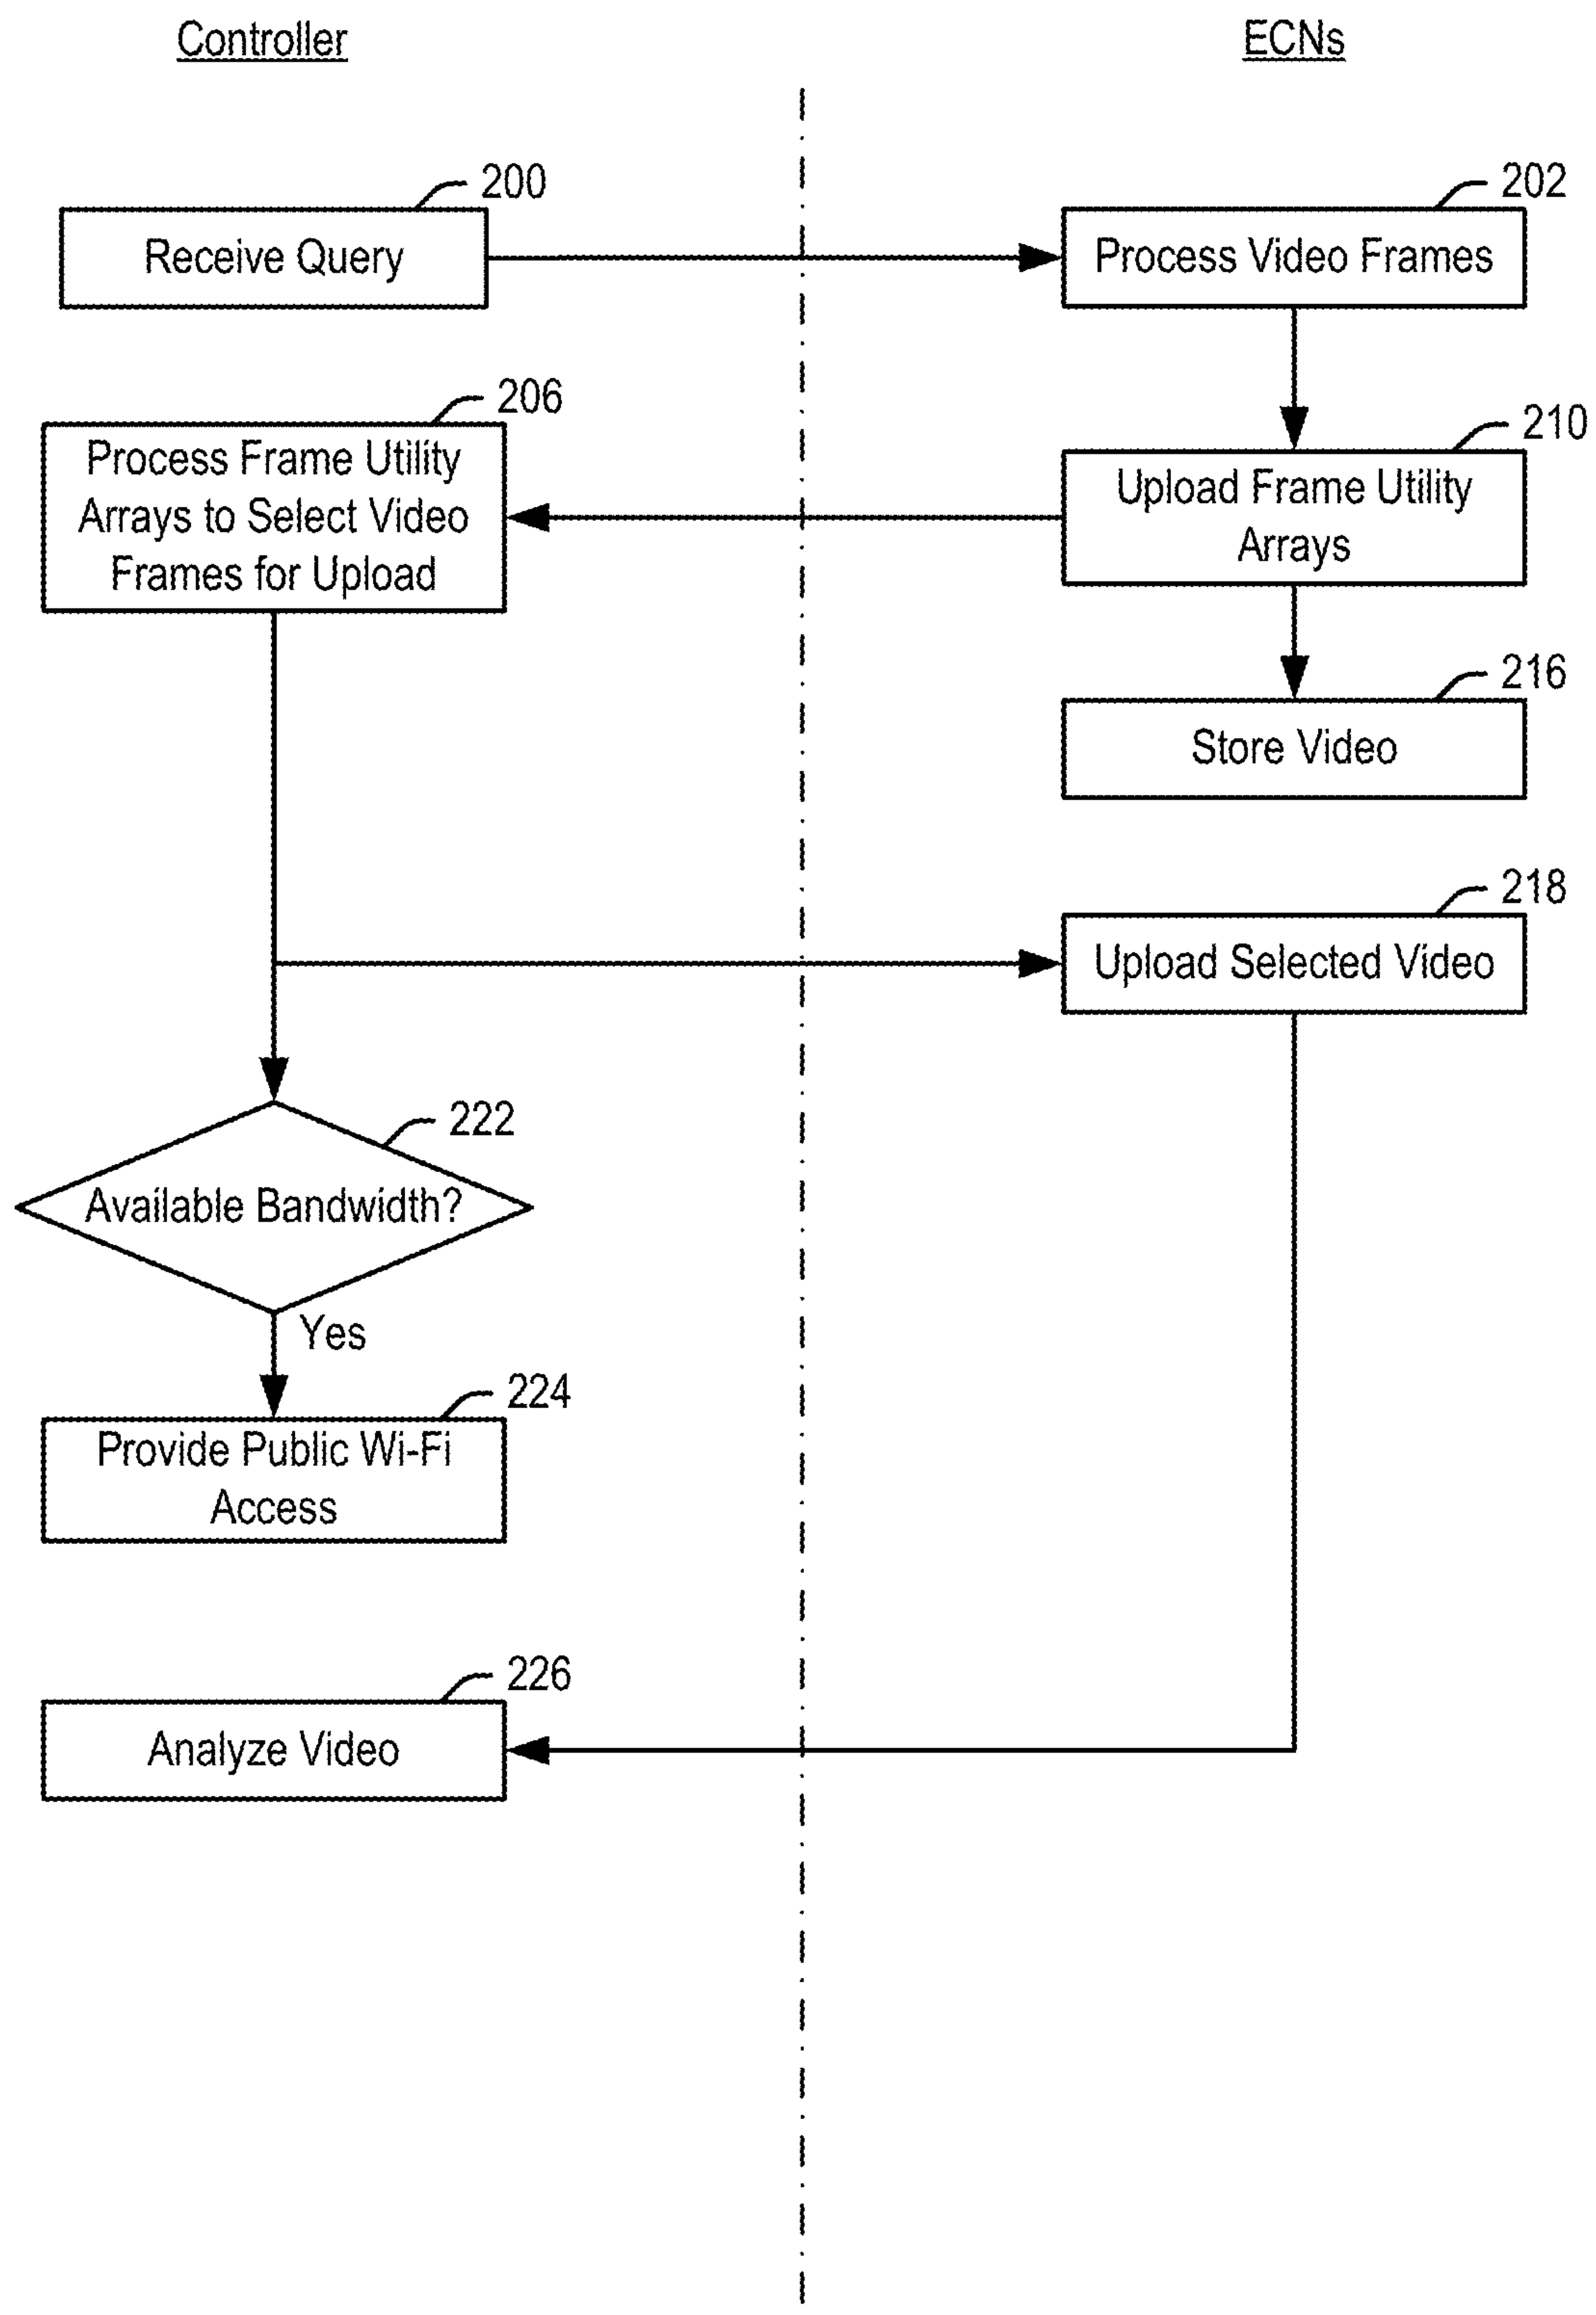 Controller
ECNs
200
202
Receive Query
Process Video Frames
206
210
Process Frame Utility
Arrays to Select Video
Frames for Upload
Upload Frame Utility
Arrays
216
Store Video
218
Upload Selected Video
222
Available Bandwidth?
Yes
224
Provide Public Wi-Fi
Access
226
Analyze Video